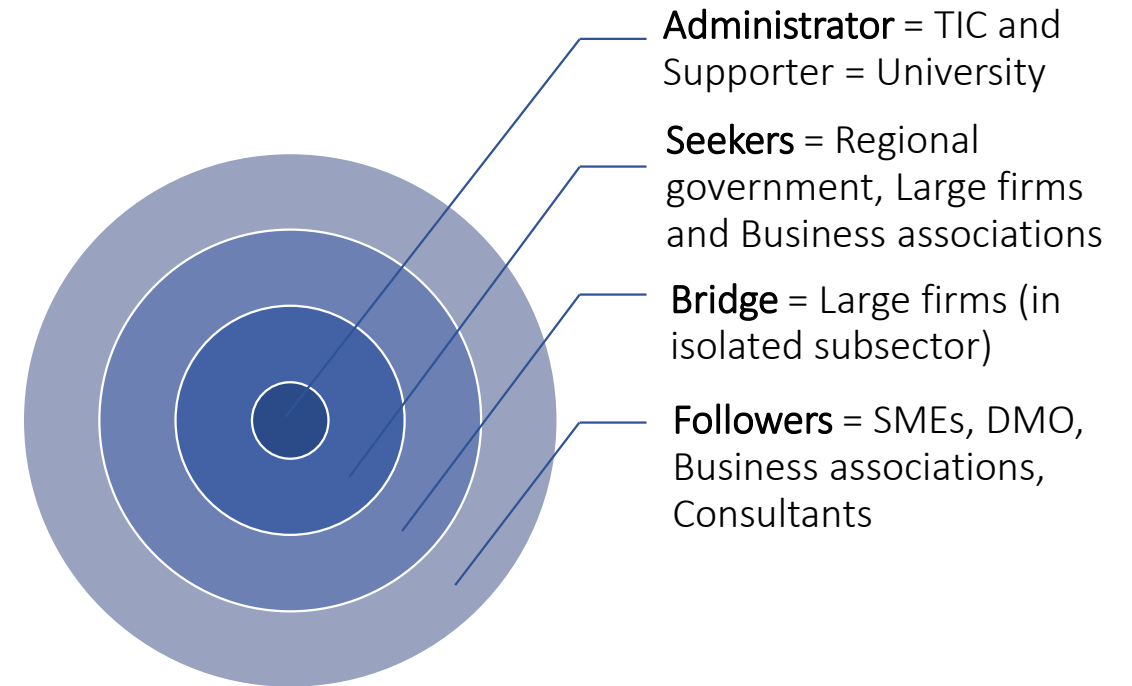 Administrator = TIC and
Supporter = University
Seekers = Regional
government, Large firms
and Business associations
Bridge = Large firms (in
isolated subsector)
Followers = SMEs, DMO,
Business associations,
Consultants